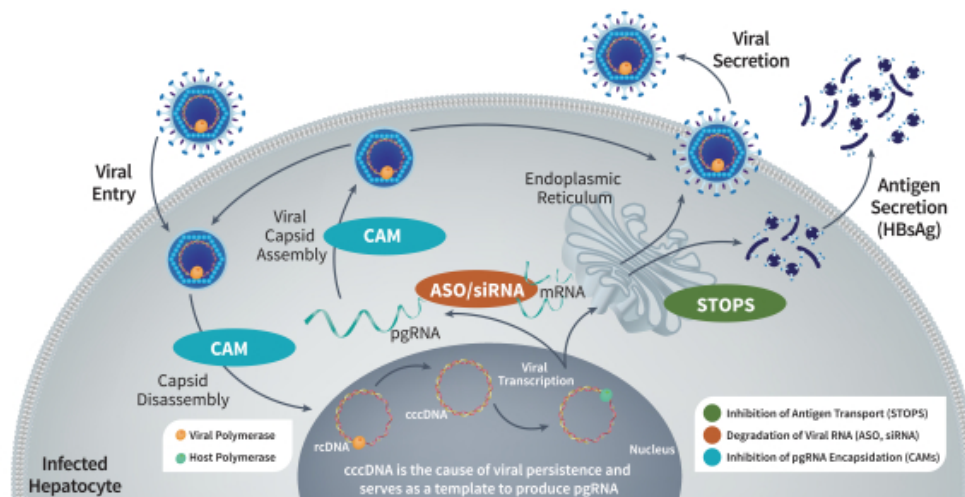 Viral
Secretion
Viral
Entry
Endoplasmic
Reticulum
Antigen
Secretion
(HBsAg)
Viral
Capsid
Assembly
CAM
ASO/siRNA
mRNA
STOPS
pgRNA
CAM
Capsid
Disassembly
Viral
Transcription
cccDNA
rcDNA
Nucleus
cccDNA is the cause of viral persistence and
serves as a template to produce pgRNA
Viral Polymerase
Host Polymerase
Infected
Hepatocyte
Inhibition of Antigen Transport (STOPS)
Degradation of Viral RNA (ASO, siRNA)
Inhibition of pgRNA Encapsidation (CAMs)